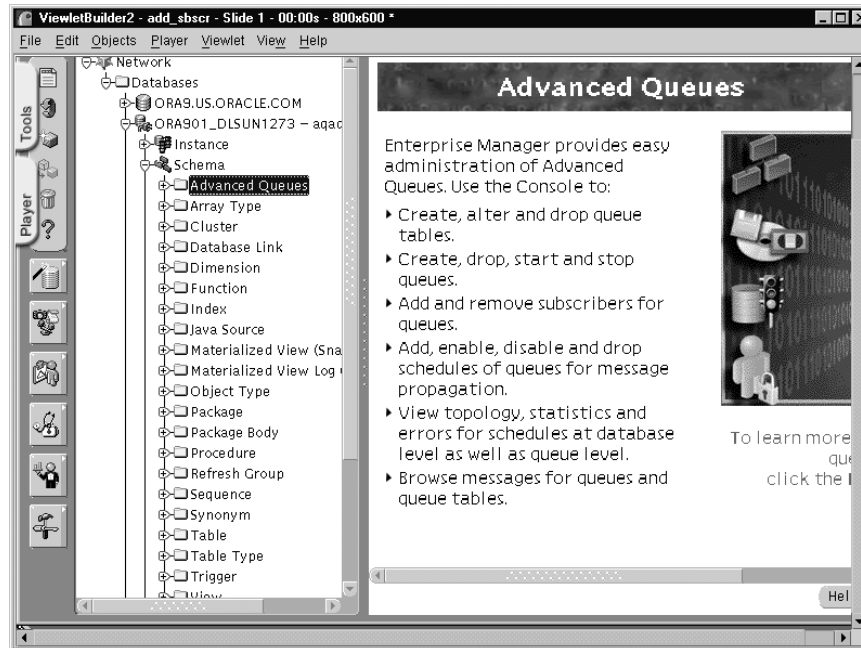 ViewletBuilder2 - add_sbscr - Slide 1 - 00:00s - 800x600 *
File Edit Objects Player Viewlet View Help
Tools
Player
Network
Databases
ORA9.US.ORACLE.COM
ORA901_DLSUN1273 – aqad
Instance
Schema
Advanced Queues
Array Type
Cluster
Database Link
Dimension
Function
Index
Java Source
Materialized View (Sna
Materialized View Log
Object Type
Package
Package Body
Procedure
Refresh Group
Sequence
Synonym
Table
Table Type
Trigger
View
Advanced Queues
Enterprise Manager provides easy
administration of Advanced
Queues. Use the Console to:
Create, alter and drop queue
tables.
Create, drop, start and stop
queues.
Add and remove subscribers for
queues.
Add, enable, disable and drop
schedules of queues for message
propagation.
View topology, statistics and
errors for schedules at database
level as well as queue level.
Browse messages for queues and
queue tables.
To learn more
que
click the
Hel